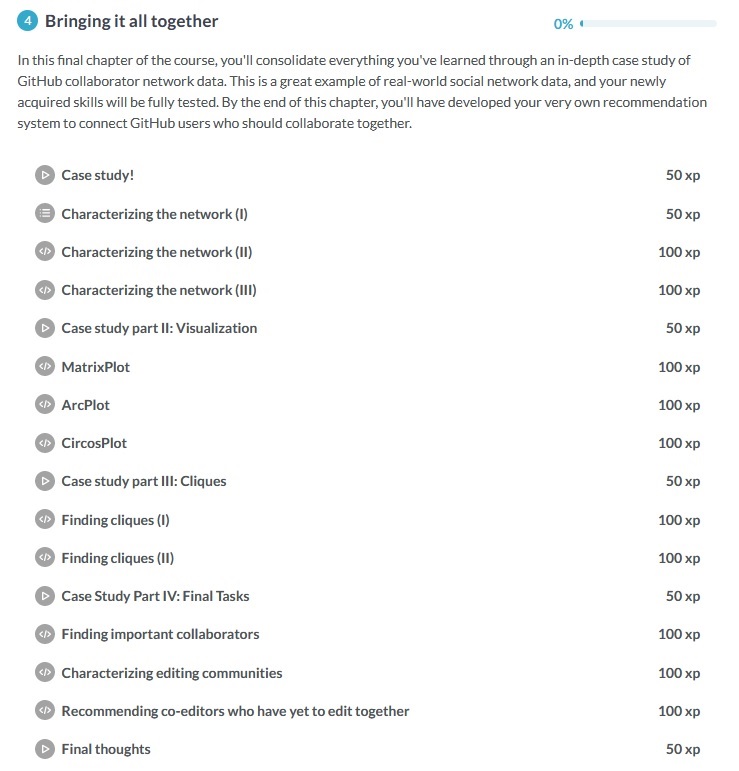 4 Bringing it all together 0%
In this final chapter of the course, you'll consolidate everything you've learned through an in-depth case study of
GitHub collaborator network data. This is a great example of real-world social network data, and your newly
acquired skills will be fully tested. By the end of this chapter, you'll have developed your very own recommendation
system to connect GitHub users who should collaborate together.
Case study! 50 xp
Characterizing the network (I) 50 xp
</> Characterizing the network (II) 100 xp
</> Characterizing the network (III) 100 xp
Case study part II: Visualization 50 xp
</> MatrixPlot 100 xp
</> ArcPlot 100 xp
</> CircosPlot 100 xp
Case study part III: Cliques 50 xp
</> Finding cliques (I) 100 xp
</> Finding cliques (II) 100 xp
Case Study Part IV: Final Tasks 50 xp
</> Finding important collaborators 100 xp
</> Characterizing editing communities 100 xp
</> Recommending co-editors who have yet to edit together 100 xp
Final thoughts 50 xp